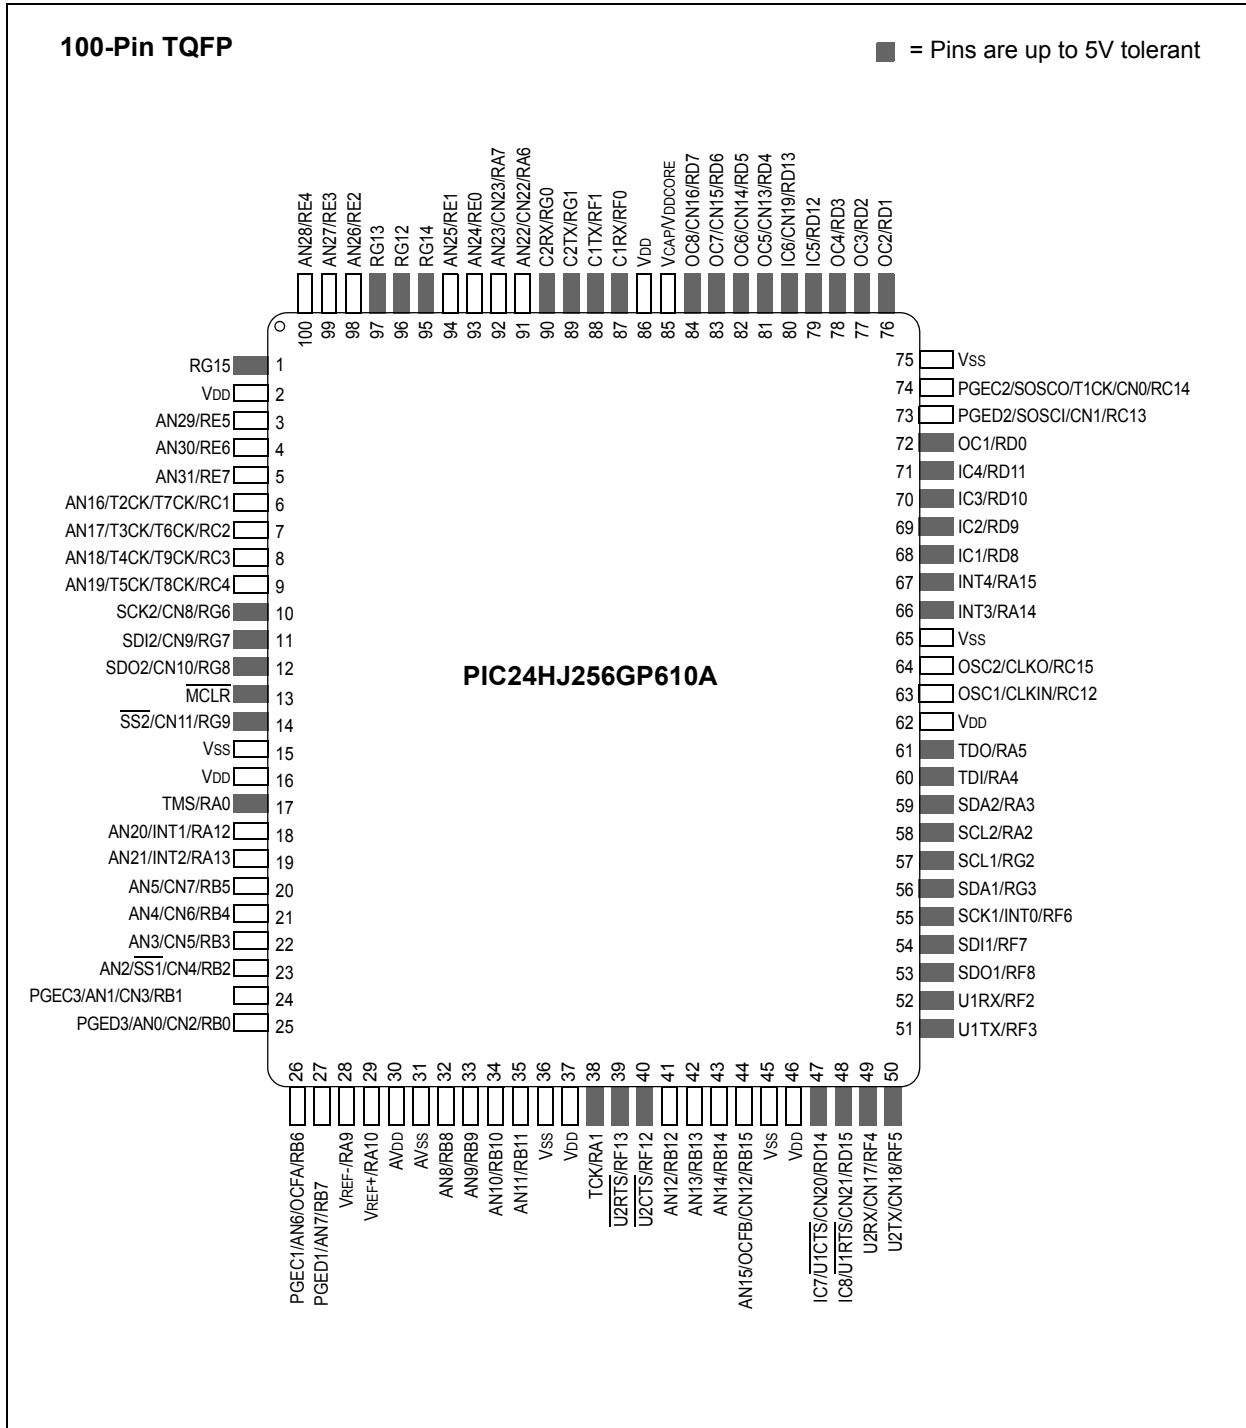 100-Pin TQFP
= Pins are up to 5V tolerant
AN28/RE4
AN27/RE3
AN26/RE2
RG13
RG12
RG14
AN25/RE1
AN24/RE0
AN23/CN23/RA7
AN22/CN22/RA6
C2RX/RG0
C2TX/RG1
C1TX/RF1
C1RX/RF0
VDD
VCAP/VDDCORE
OC8/CN16/RD7
OC7/CN15/RD6
OC6/CN14/RD5
OC5/CN13/RD4
IC6/CN19/RD13
IC5/RD12
OC4/RD3
OC3/RD2
OC2/RD1
100 99 98 97 96 95 94 93 92 91 90 89 88 87 86 85 84 83 82 81 80 79 78 77 76
RG15 1
VDD 2
AN29/RE5 3
AN30/RE6 4
AN31/RE7 5
AN16/T2CK/T7CK/RC1 6
AN17/T3CK/T6CK/RC2 7
AN18/T4CK/T9CK/RC3 8
AN19/T5CK/T8CK/RC4 9
SCK2/CN8/RG6 10
SDI2/CN9/RG7 11
SDO2/CN10/RG8 12
MCLR 13
SS2/CN11/RG9 14
VSS 15
VDD 16
TMS/RA0 17
AN20/INT1/RA12 18
AN21/INT2/RA13 19
AN5/CN7/RB5 20
AN4/CN6/RB4 21
AN3/CN5/RB3 22
AN2/SS1/CN4/RB2 23
PGEC3/AN1/CN3/RB1 24
PGED3/AN0/CN2/RB0 25
PIC24HJ256GP610A
75 VSS
74 PGEC2/SOSCO/T1CK/CN0/RC14
73 PGED2/SOSCI/CN1/RC13
72 OC1/RD0
71 IC4/RD11
70 IC3/RD10
69 IC2/RD9
68 IC1/RD8
67 INT4/RA15
66 INT3/RA14
65 VSS
64 OSC2/CLKO/RC15
63 OSC1/CLKIN/RC12
62 VDD
61 TDO/RA5
60 TDI/RA4
59 SDA2/RA3
58 SCL2/RA2
57 SCL1/RG2
56 SDA1/RG3
55 SCK1/INT0/RF6
54 SDI1/RF7
53 SDO1/RF8
52 U1RX/RF2
51 U1TX/RF3
26 27 28 29 30 31 32 33 34 35 36 37 38 39 40 41 42 43 44 45 46 47 48 49 50
PGEC1/AN6/OCFA/RB6
PGED1/AN7/RB7
VREF-/RA9
VREF+/RA10
AVDD
AVSS
AN8/RB8
AN9/RB9
AN10/RB10
AN11/RB11
VSS
VDD
TCK/RA1
U2RTS/RF13
U2CTS/RF12
AN12/RB12
AN13/RB13
AN14/RB14
AN15/OCFB/CN12/RB15
VSS
VDD
IC7/U1CTS/CN20/RD14
IC8/U1RTS/CN21/RD15
U2RX/CN17/RF4
U2TX/CN18/RF5